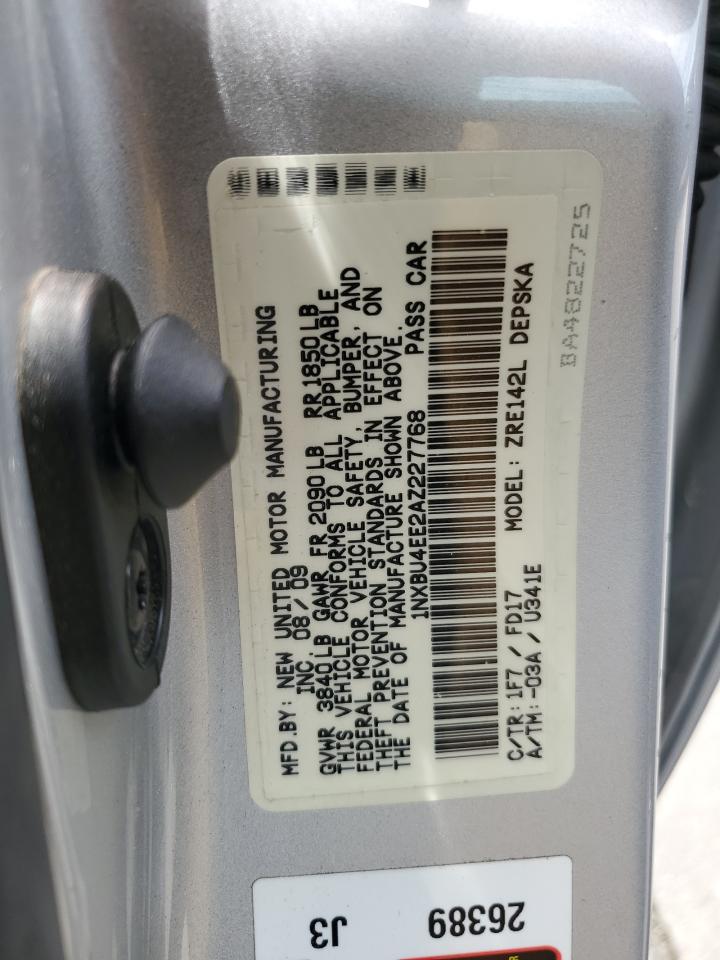 MFD.BY: NEW UNITED MOTOR MANUFACTURING
INC. 08/09
GVWR 3840LB GAWR FR 2090LB RR1850LB
THIS VEHICLE CONFORMS TO ALL APPLICABLE
FEDERAL MOTOR VEHICLE SAFETY, BUMPER, AND
THEFT PREVENTION STANDARDS IN EFFECT ON
THE DATE OF MANUFACTURE SHOWN ABOVE.
1NXBU4EE2AZ227768 PASS CAR
C/TR: 1F7 / FD17 MODEL: ZRE142L DEPSKA
A/TM:-03A / U341E
BA4822725
26389
J3